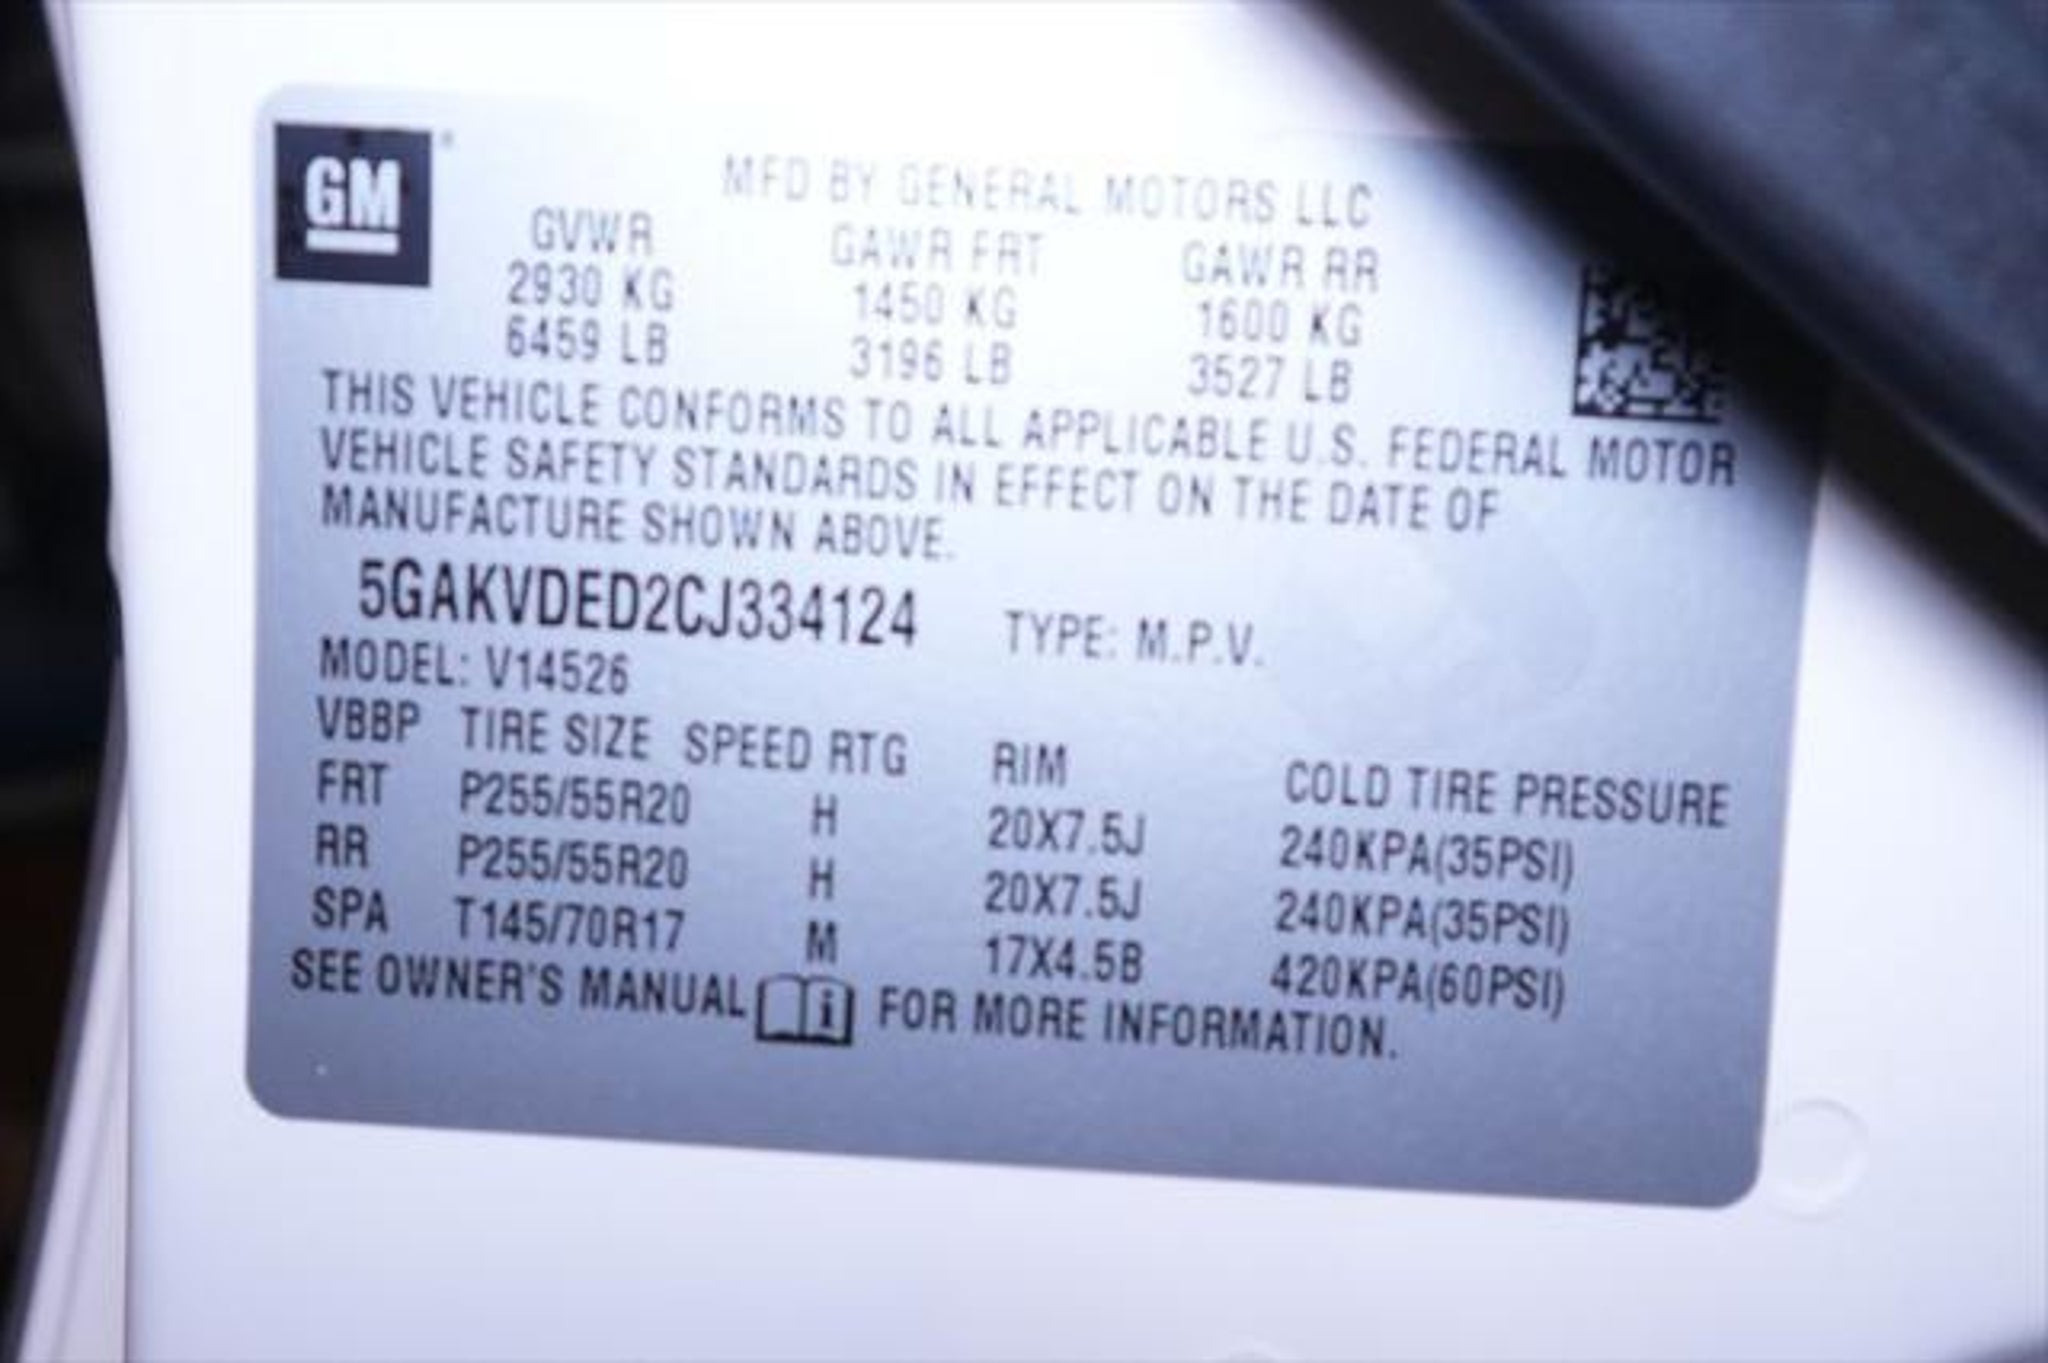 GM
MFD BY GENERAL MOTORS LLC
GVWR GAWR FRT GAWR RR
2930 KG 1450 KG 1600 KG
6459 LB 3196 LB 3527 LB
THIS VEHICLE CONFORMS TO ALL APPLICABLE U.S. FEDERAL MOTOR
VEHICLE SAFETY STANDARDS IN EFFECT ON THE DATE OF
MANUFACTURE SHOWN ABOVE.
5GAKVDED2CJ334124 TYPE: M.P.V.
MODEL: V14526
VBBP TIRE SIZE SPEED RTG RIM COLD TIRE PRESSURE
FRT P255/55R20 H 20X7.5J 240KPA(35PSI)
RR P255/55R20 H 20X7.5J 240KPA(35PSI)
SPA T145/70R17 M 17X4.5B 420KPA(60PSI)
SEE OWNER'S MANUAL FOR MORE INFORMATION.